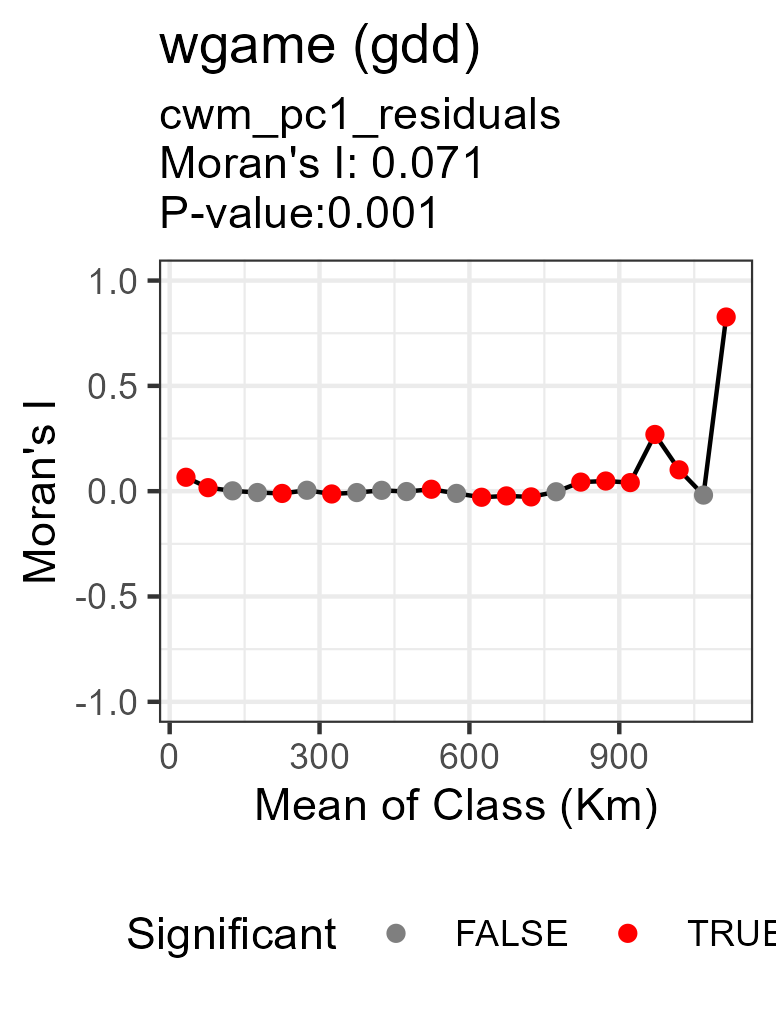 wgame (gdd)
cwm_pc1_residuals
Moran's I: 0.071
P-value:0.001
1.0
0.5
0.0
-0.5
-1.0
Moran's I
0 300 600 900
Mean of Class (Km)
Significant FALSE TRUE